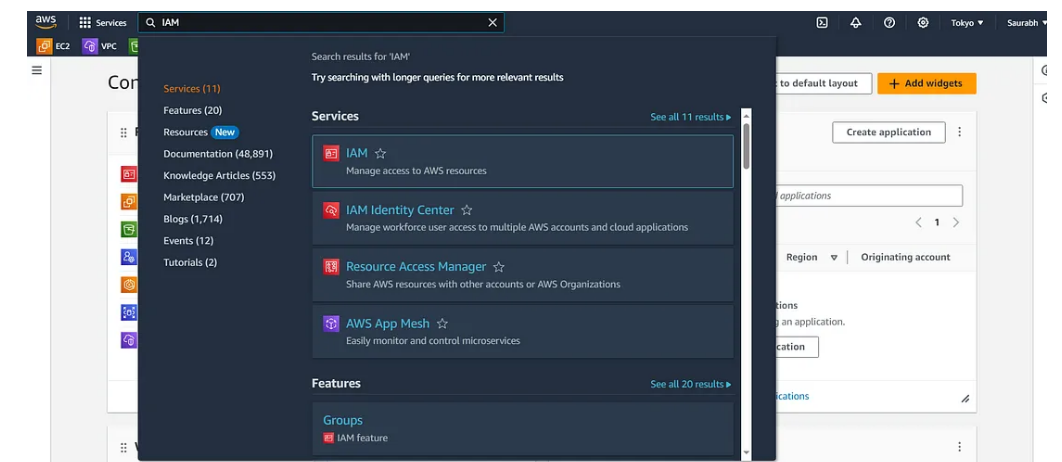 aws
Services
IAM
Tokyo
Saurabh
EC2
VPC
Search results for 'IAM'
Try searching with longer queries for more relevant results
Services (11)
Features (20)
Resources New
Documentation (48,891)
Knowledge Articles (553)
Marketplace (707)
Blogs (1,714)
Events (12)
Tutorials (2)
Services
See all 11 results
IAM
Manage access to AWS resources
IAM Identity Center
Manage workforce user access to multiple AWS accounts and cloud applications
Resource Access Manager
Share AWS resources with other accounts or AWS Organizations
AWS App Mesh
Easily monitor and control microservices
Features
See all 20 results
Groups
IAM feature
Con
to default layout
+ Add widgets
Create application
applications
1
Region
Originating account
tions
an application.
cation
ications